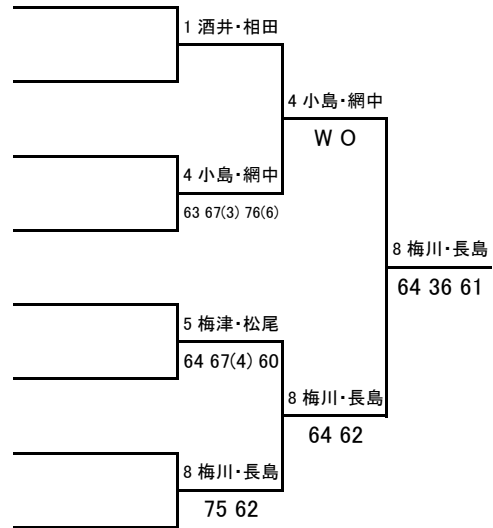 1 酒井・相田
4 小島・網中
W O
4 小島・網中
63 67(3) 76(6)
8 梅川・長島
64 36 61
5 梅津・松尾
64 67(4) 60
8 梅川・長島
64 62
8 梅川・長島
75 62